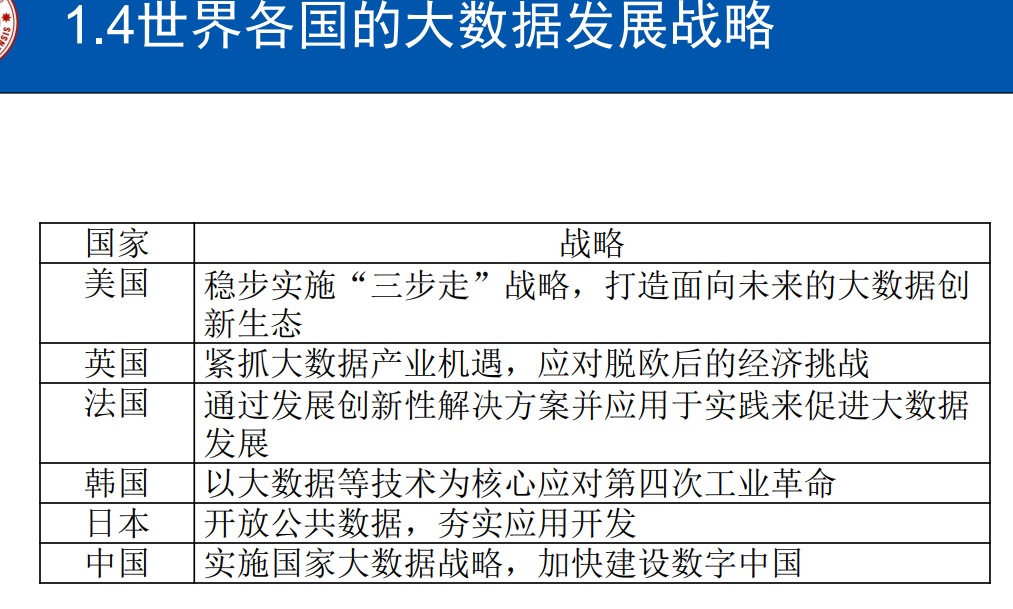 1.4世界各国的大数据发展战略
国家 战略
美国 稳步实施“三步走”战略，打造面向未来的大数据创
新生态
英国 紧抓大数据产业机遇，应对脱欧后的经济挑战
法国 通过发展创新性解决方案并应用于实践来促进大数据
发展
韩国 以大数据等技术为核心应对第四次工业革命
日本 开放公共数据，夯实应用开发
中国 实施国家大数据战略，加快建设数字中国